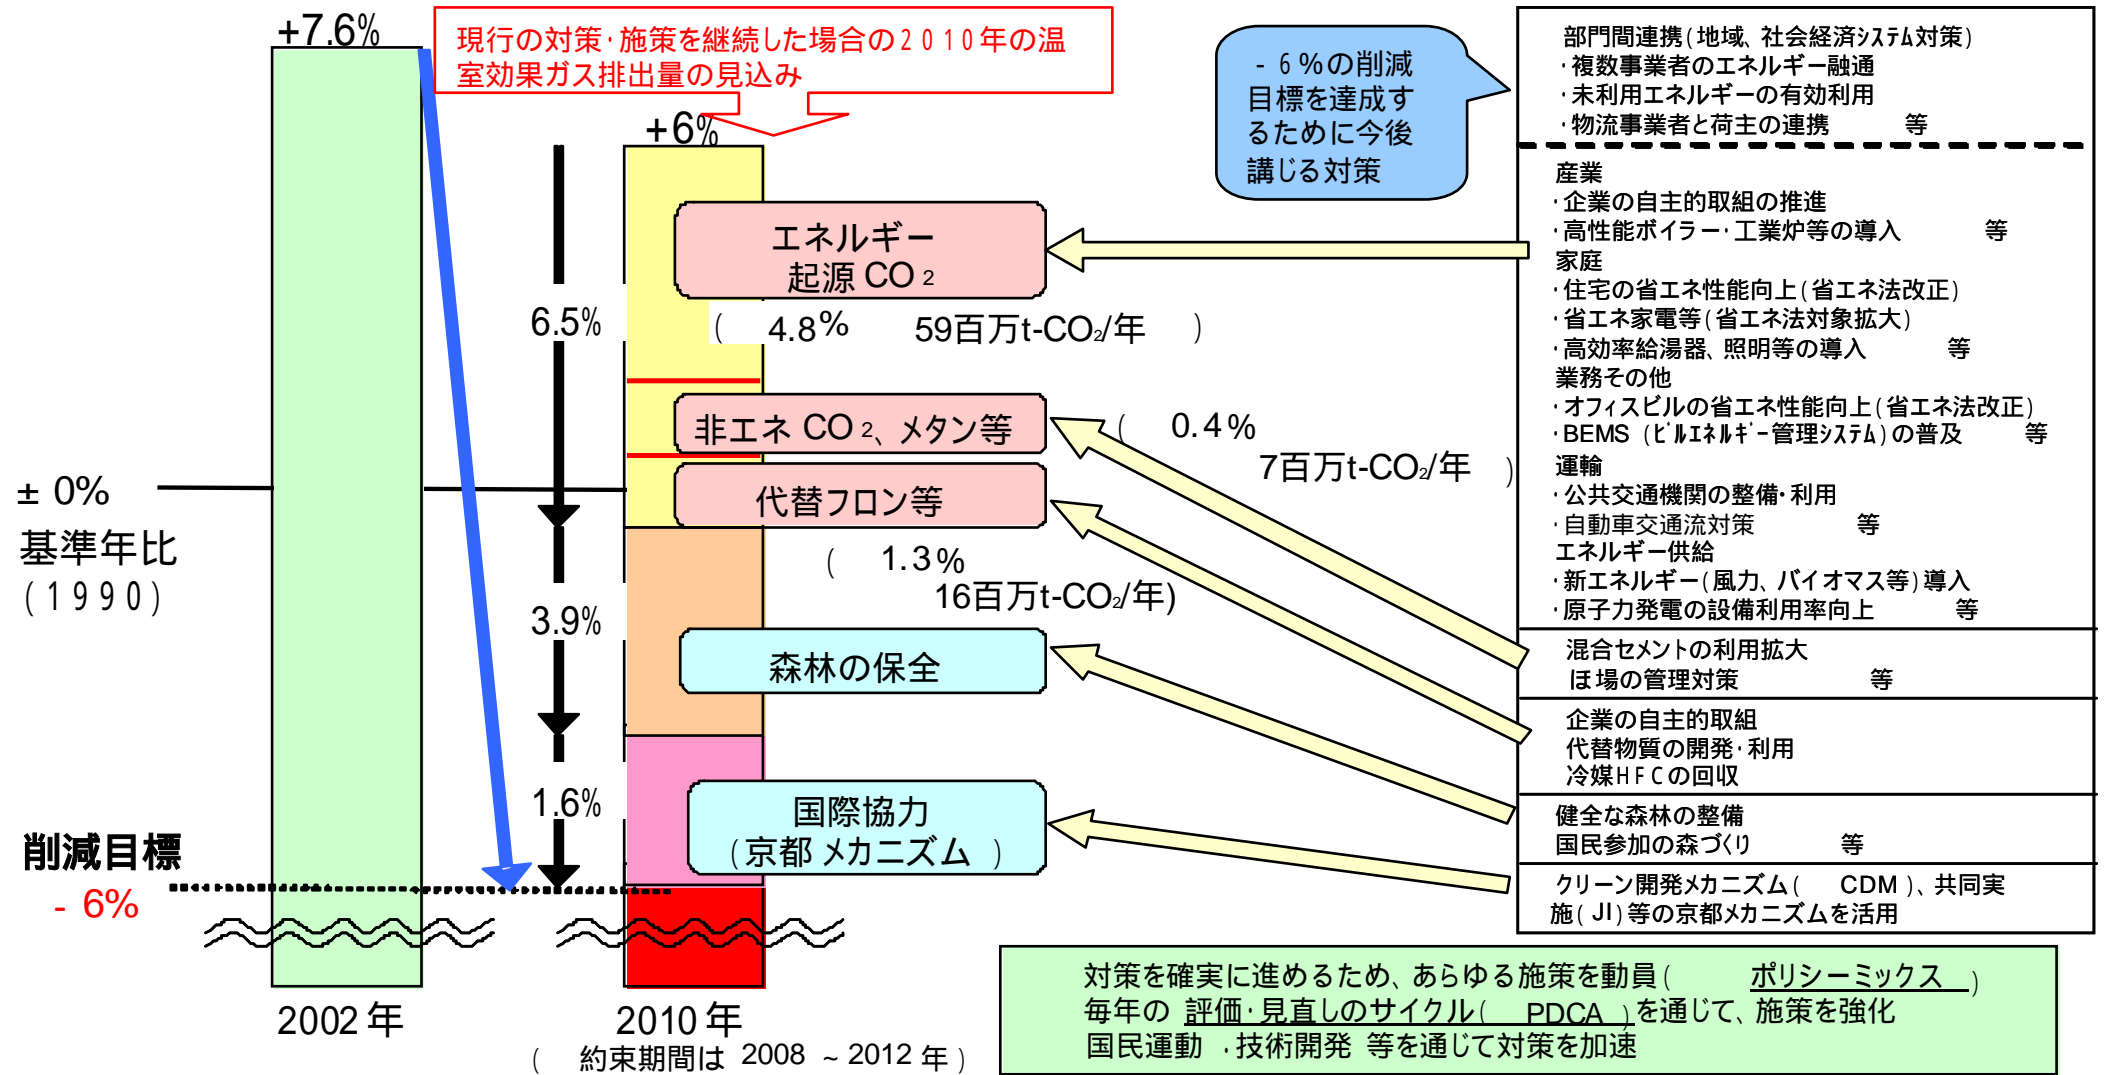 +7.6%
現行の対策・施策を継続した場合の2010年の温
室効果ガス排出量の見込み
+6%
-6%の削減
目標を達成す
るために今後
講じる対策
部門間連携(地域、社会経済システム対策)
・複数事業者のエネルギー融通
・未利用エネルギーの有効利用
・物流事業者と荷主の連携 等
産業
・企業の自主的取組の推進
・高性能ボイラー・工業炉等の導入 等
家庭
・住宅の省エネ性能向上(省エネ法改正)
・省エネ家電等(省エネ法対象拡大)
・高効率給湯器、照明等の導入 等
業務その他
・オフィスビルの省エネ性能向上(省エネ法改正)
・BEMS(ビルエネルギー管理システム)の普及 等
運輸
・公共交通機関の整備・利用
・自動車交通流対策 等
エネルギー供給
・新エネルギー(風力、バイオマス等)導入
・原子力発電の設備利用率向上 等
混合セメントの利用拡大
ほ場の管理対策 等
企業の自主的取組
代替物質の開発・利用
冷媒HFCの回収
健全な森林の整備
国民参加の森づくり 等
クリーン開発メカニズム( CDM )、共同実
施(JI)等の京都メカニズムを活用
エネルギー
起源 CO2
6.5%
( 4.8% 59百万t-CO2/年 )
非エネ CO2、メタン等
( 0.4%
7百万t-CO2/年 )
代替フロン等
( 1.3%
16百万t-CO2/年)
±0%
基準年比
(1990)
3.9%
森林の保全
1.6%
国際協力
(京都メカニズム )
削減目標
-6%
2002年
2010年
( 約束期間は 2008 ~2012年)
対策を確実に進めるため、あらゆる施策を動員( ポリシーミックス )
毎年の 評価・見直しのサイクル( PDCA )を通じて、施策を強化
国民運動 ・技術開発 等を通じて対策を加速